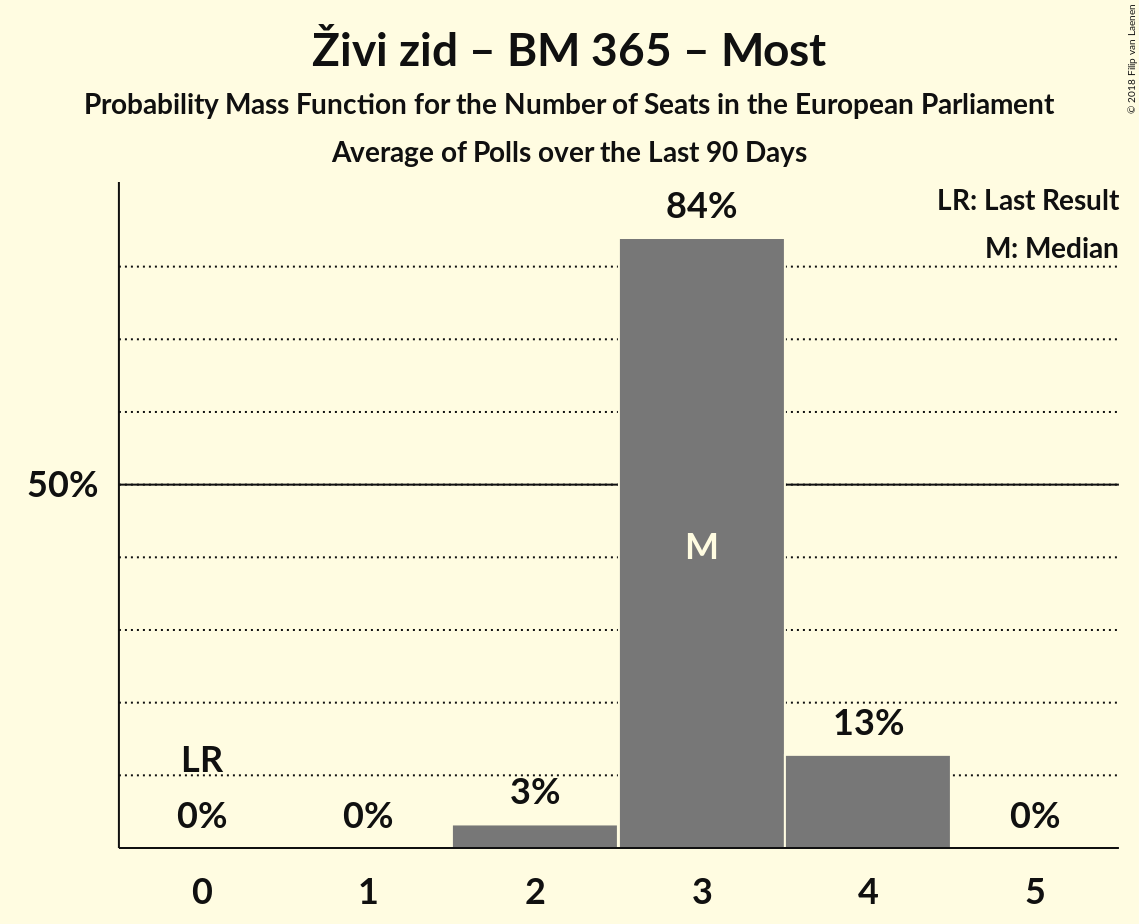 Živi zid – BM 365 – Most
Probability Mass Function for the Number of Seats in the European Parliament
Average of Polls over the Last 90 Days
© 2018 Filip van Laenen
LR: Last Result
M: Median
84%
50%
M
13%
LR
3%
0%
0%
0%
0 1 2 3 4 5